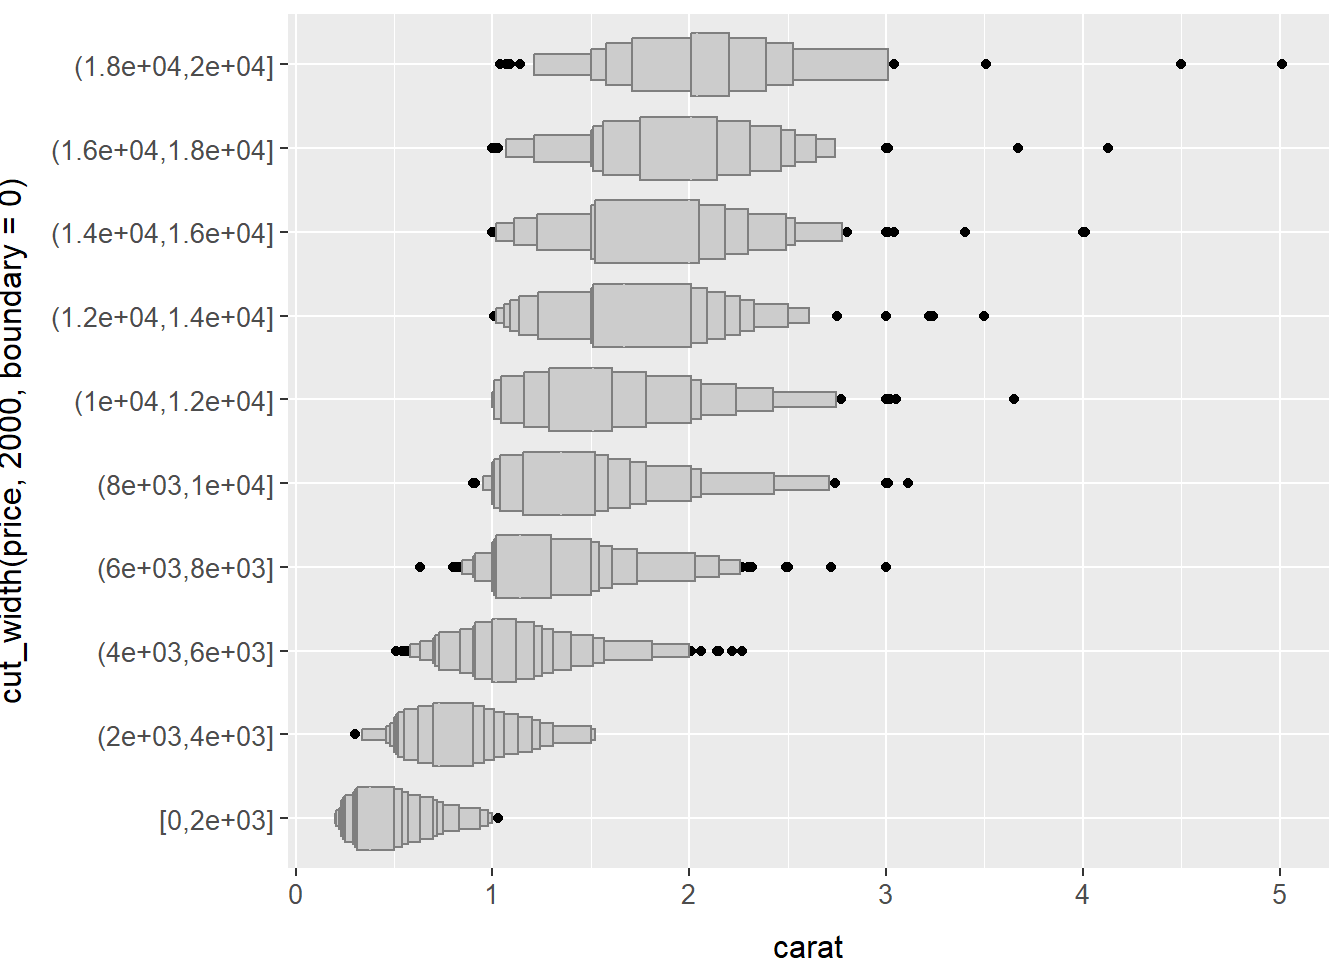 (1.8e+04,2e+04]
(1.6e+04,1.8e+04]
(1.4e+04,1.6e+04]
(1.2e+04,1.4e+04]
(1e+04,1.2e+04]
(8e+03,1e+04]
(6e+03,8e+03]
(4e+03,6e+03]
(2e+03,4e+03]
[0,2e+03]
cut_width(price, 2000, boundary = 0)
0 1 2 3 4 5
carat